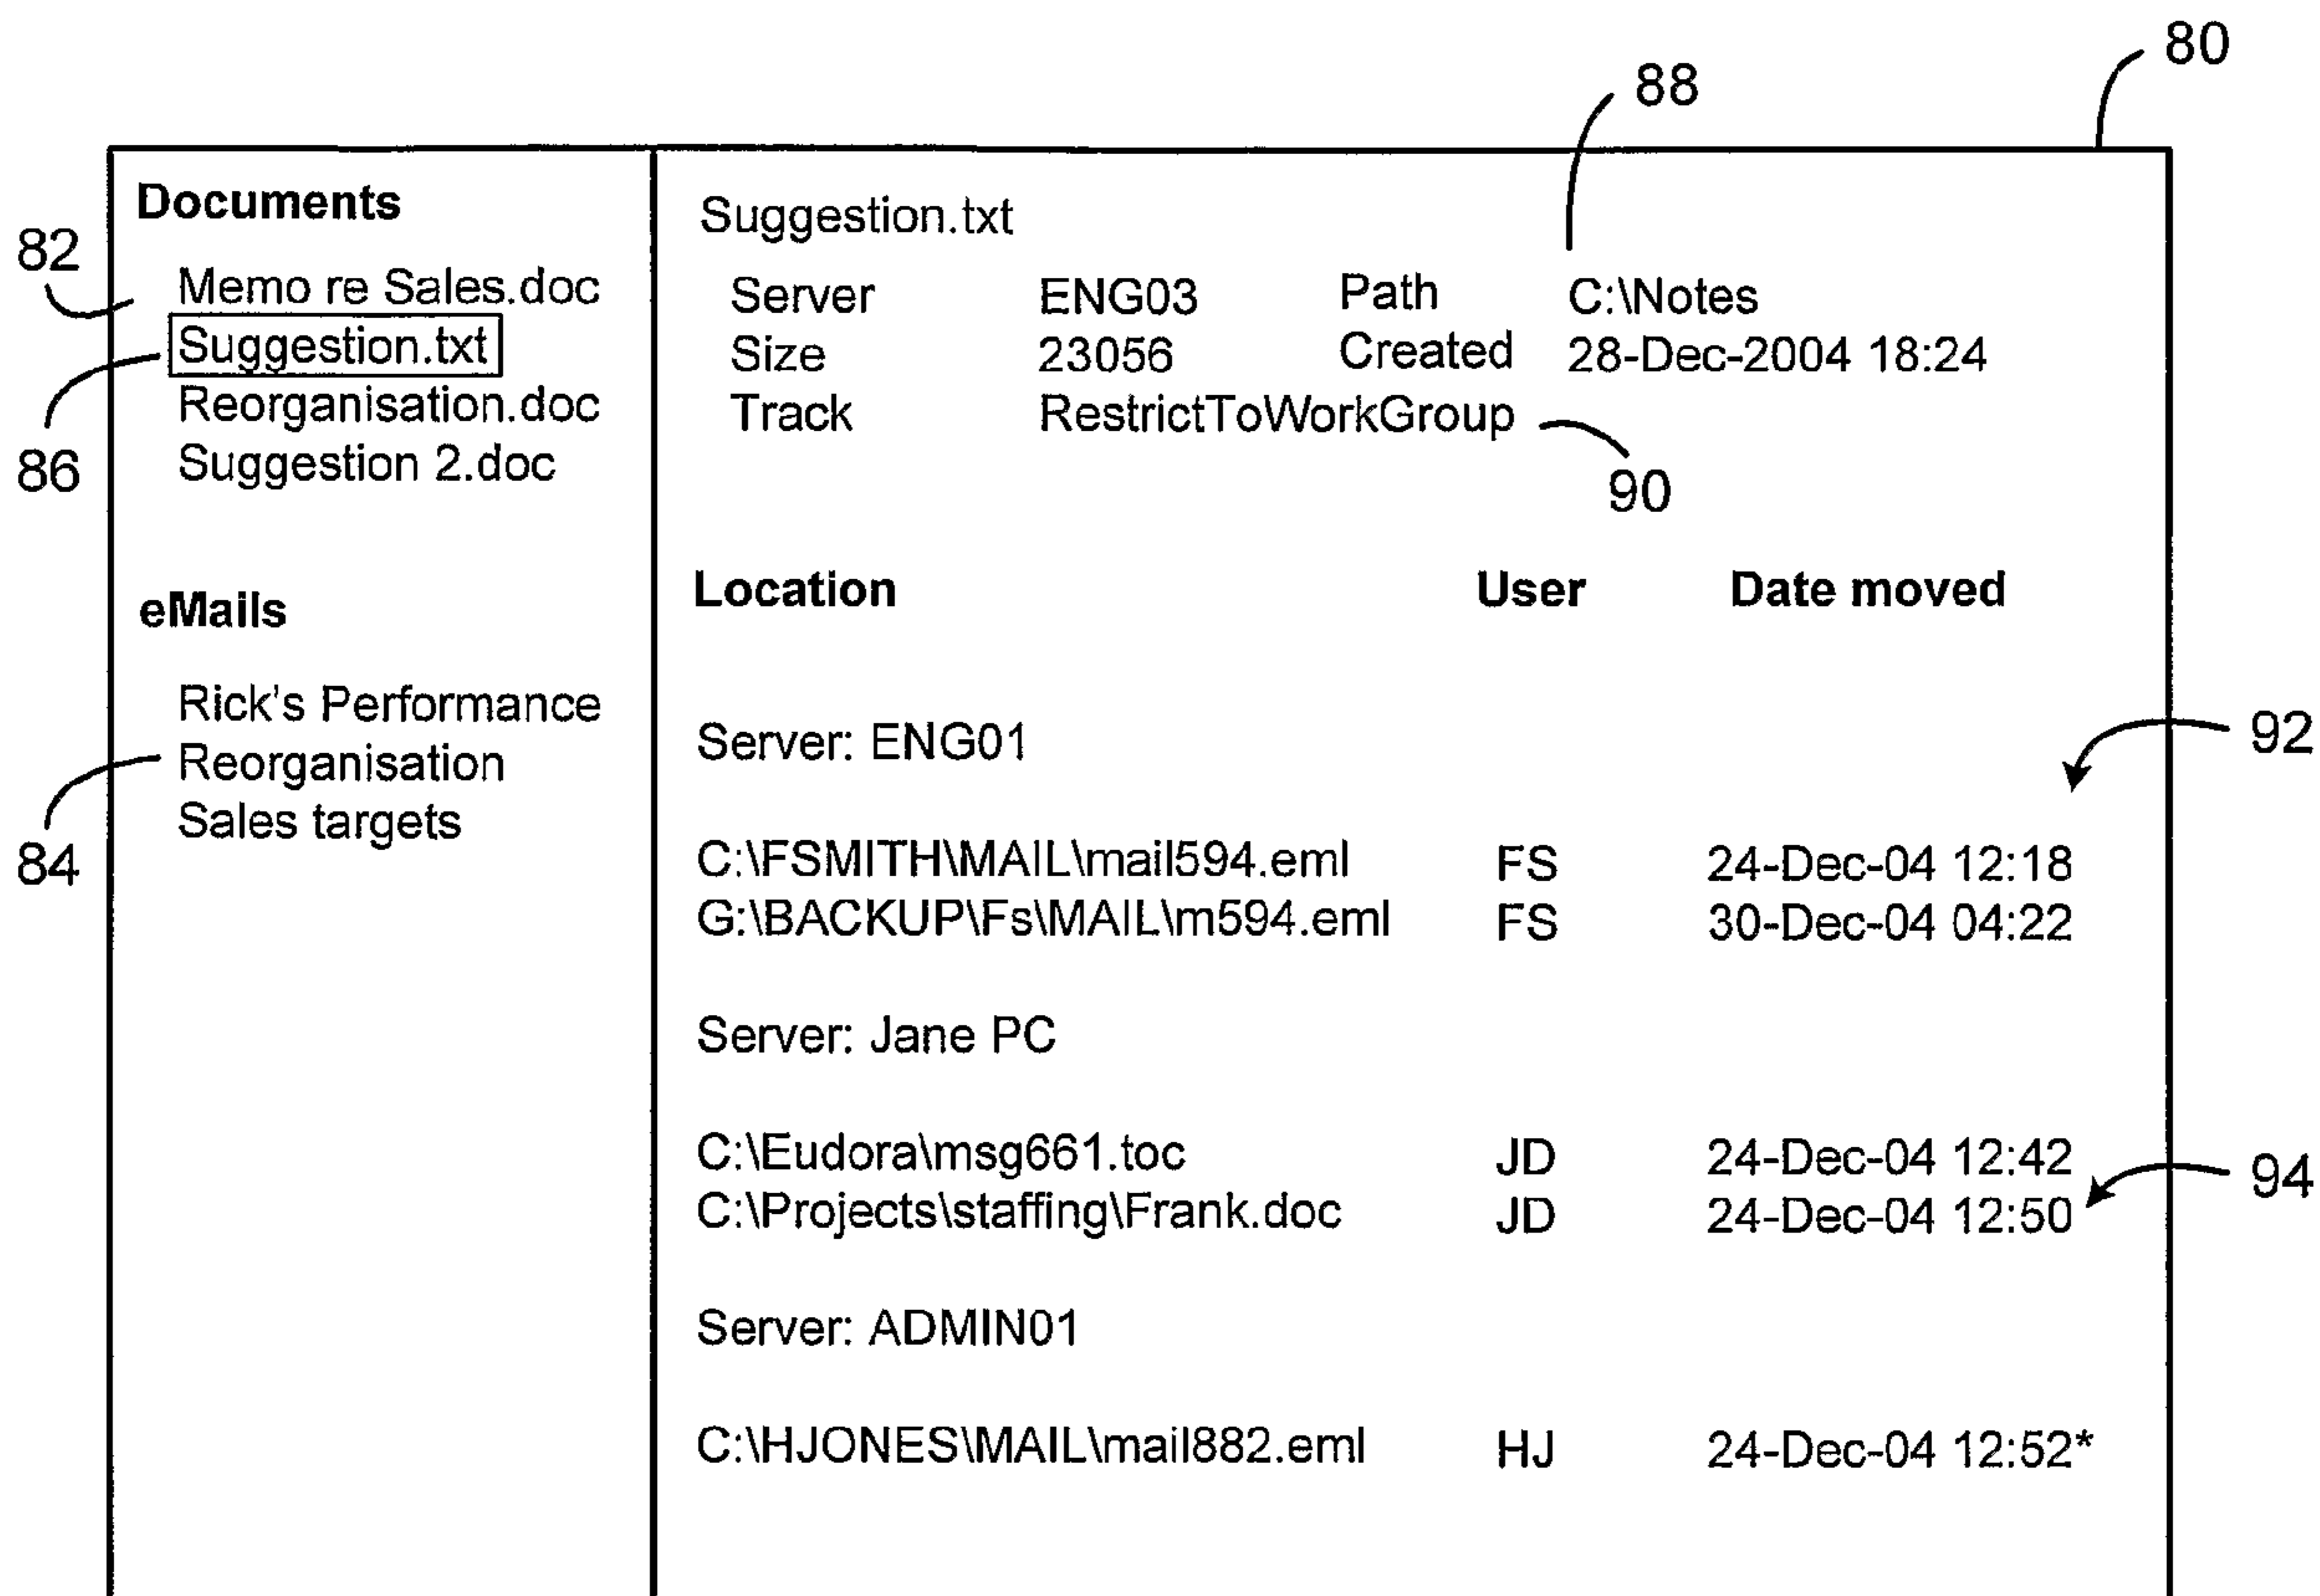 80
88
Documents
82
Memo re Sales.doc
Suggestion.txt
Reorganisation.doc
86
Suggestion 2.doc
eMails
Rick's Performance
Reorganisation
Sales targets
84
Suggestion.txt
Server ENG03 Path C:\Notes
Size 23056 Created 28-Dec-2004 18:24
Track RestrictToWorkGroup
90
Location User Date moved
Server: ENG01
92
C:\FSMITH\MAIL\mail594.eml FS 24-Dec-04 12:18
G:\BACKUP\Fs\MAIL\m594.eml FS 30-Dec-04 04:22
Server: Jane PC
C:\Eudora\msg661.toc JD 24-Dec-04 12:42
94
C:\Projects\staffing\Frank.doc JD 24-Dec-04 12:50
Server: ADMIN01
C:\HJONES\MAIL\mail882.eml HJ 24-Dec-04 12:52*